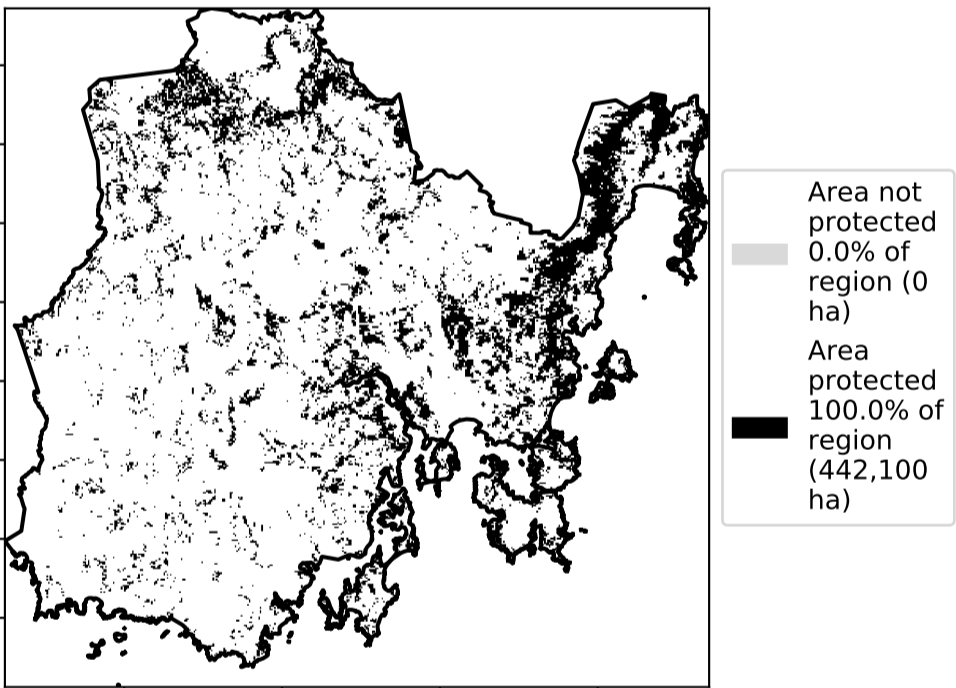 Area not
protected
0.0% of
region (0
ha)
Area
protected
100.0% of
region
(442,100
ha)